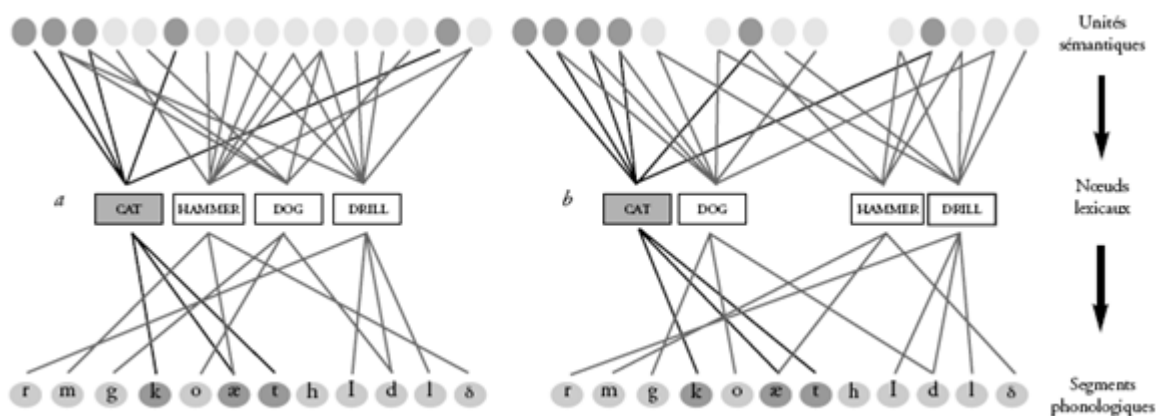 Unités
sémantiques
a CAT HAMMER DOG DRILL b CAT DOG HAMMER DRILL
Nœuds
lexicaux
r m g k o æ t h I d l ɚ r m g k o æ t h I d l ɚ
Segments
phonologiques